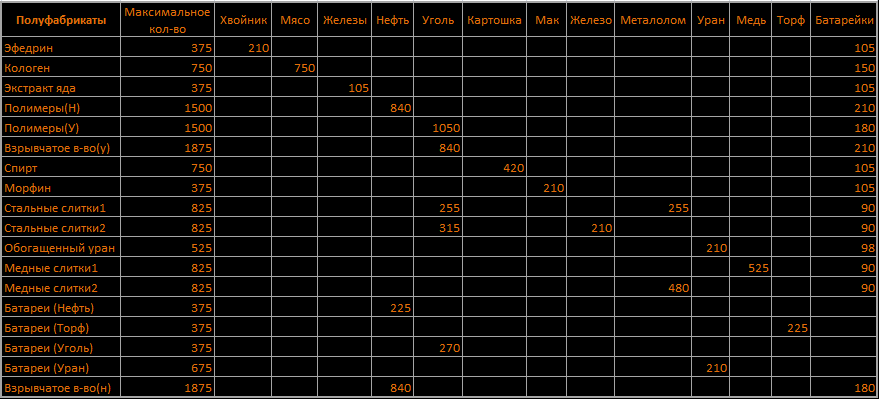 Полуфабрикаты Максимальное кол-во Хвойник Мясо Железы Нефть Уголь Картошка Мак Железо Металолом Уран Медь Торф Батарейки
Эфедрин 375 210 105
Кологен 750 750 150
Экстракт яда 375 105 105
Полимеры(Н) 1500 840 210
Полимеры(У) 1500 1050 180
Взрывчатое в-во(у) 1875 840 210
Спирт 750 420 105
Морфин 375 210 105
Стальные слитки1 825 255 255 90
Стальные слитки2 825 315 210 90
Обогащенный уран 525 210 98
Медные слитки1 825 525 90
Медные слитки2 825 480 90
Батареи (Нефть) 375 225
Батареи (Торф) 375 225
Батареи (Уголь) 375 270
Батареи (Уран) 675 210
Взрывчатое в-во(н) 1875 840 180